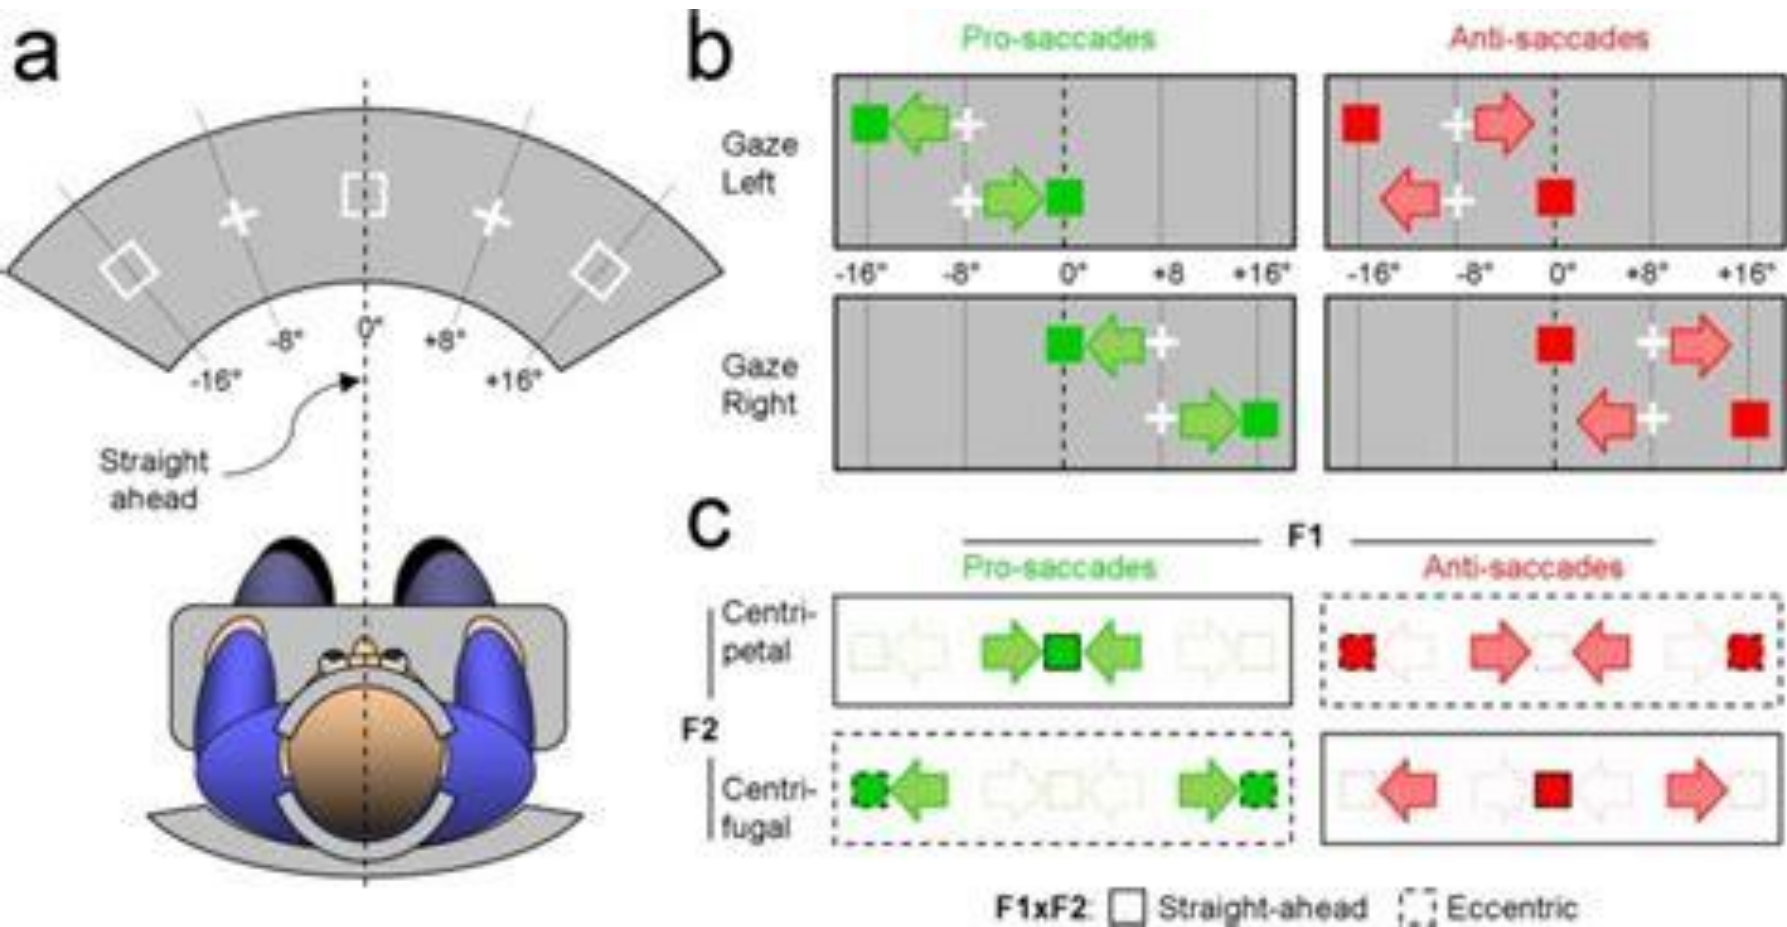 a
-16°
-8°
0°
+8°
+16°
Straight
ahead
b
Pro-saccades
Anti-saccades
Gaze
Left
-16°
-8°
0°
+8
+16°
-16°
-8°
0°
+8°
+16°
Gaze
Right
c
F1
Pro-saccades
Anti-saccades
Centri-
petal
F2
Centri-
fugal
F1xF2: Straight-ahead Eccentric